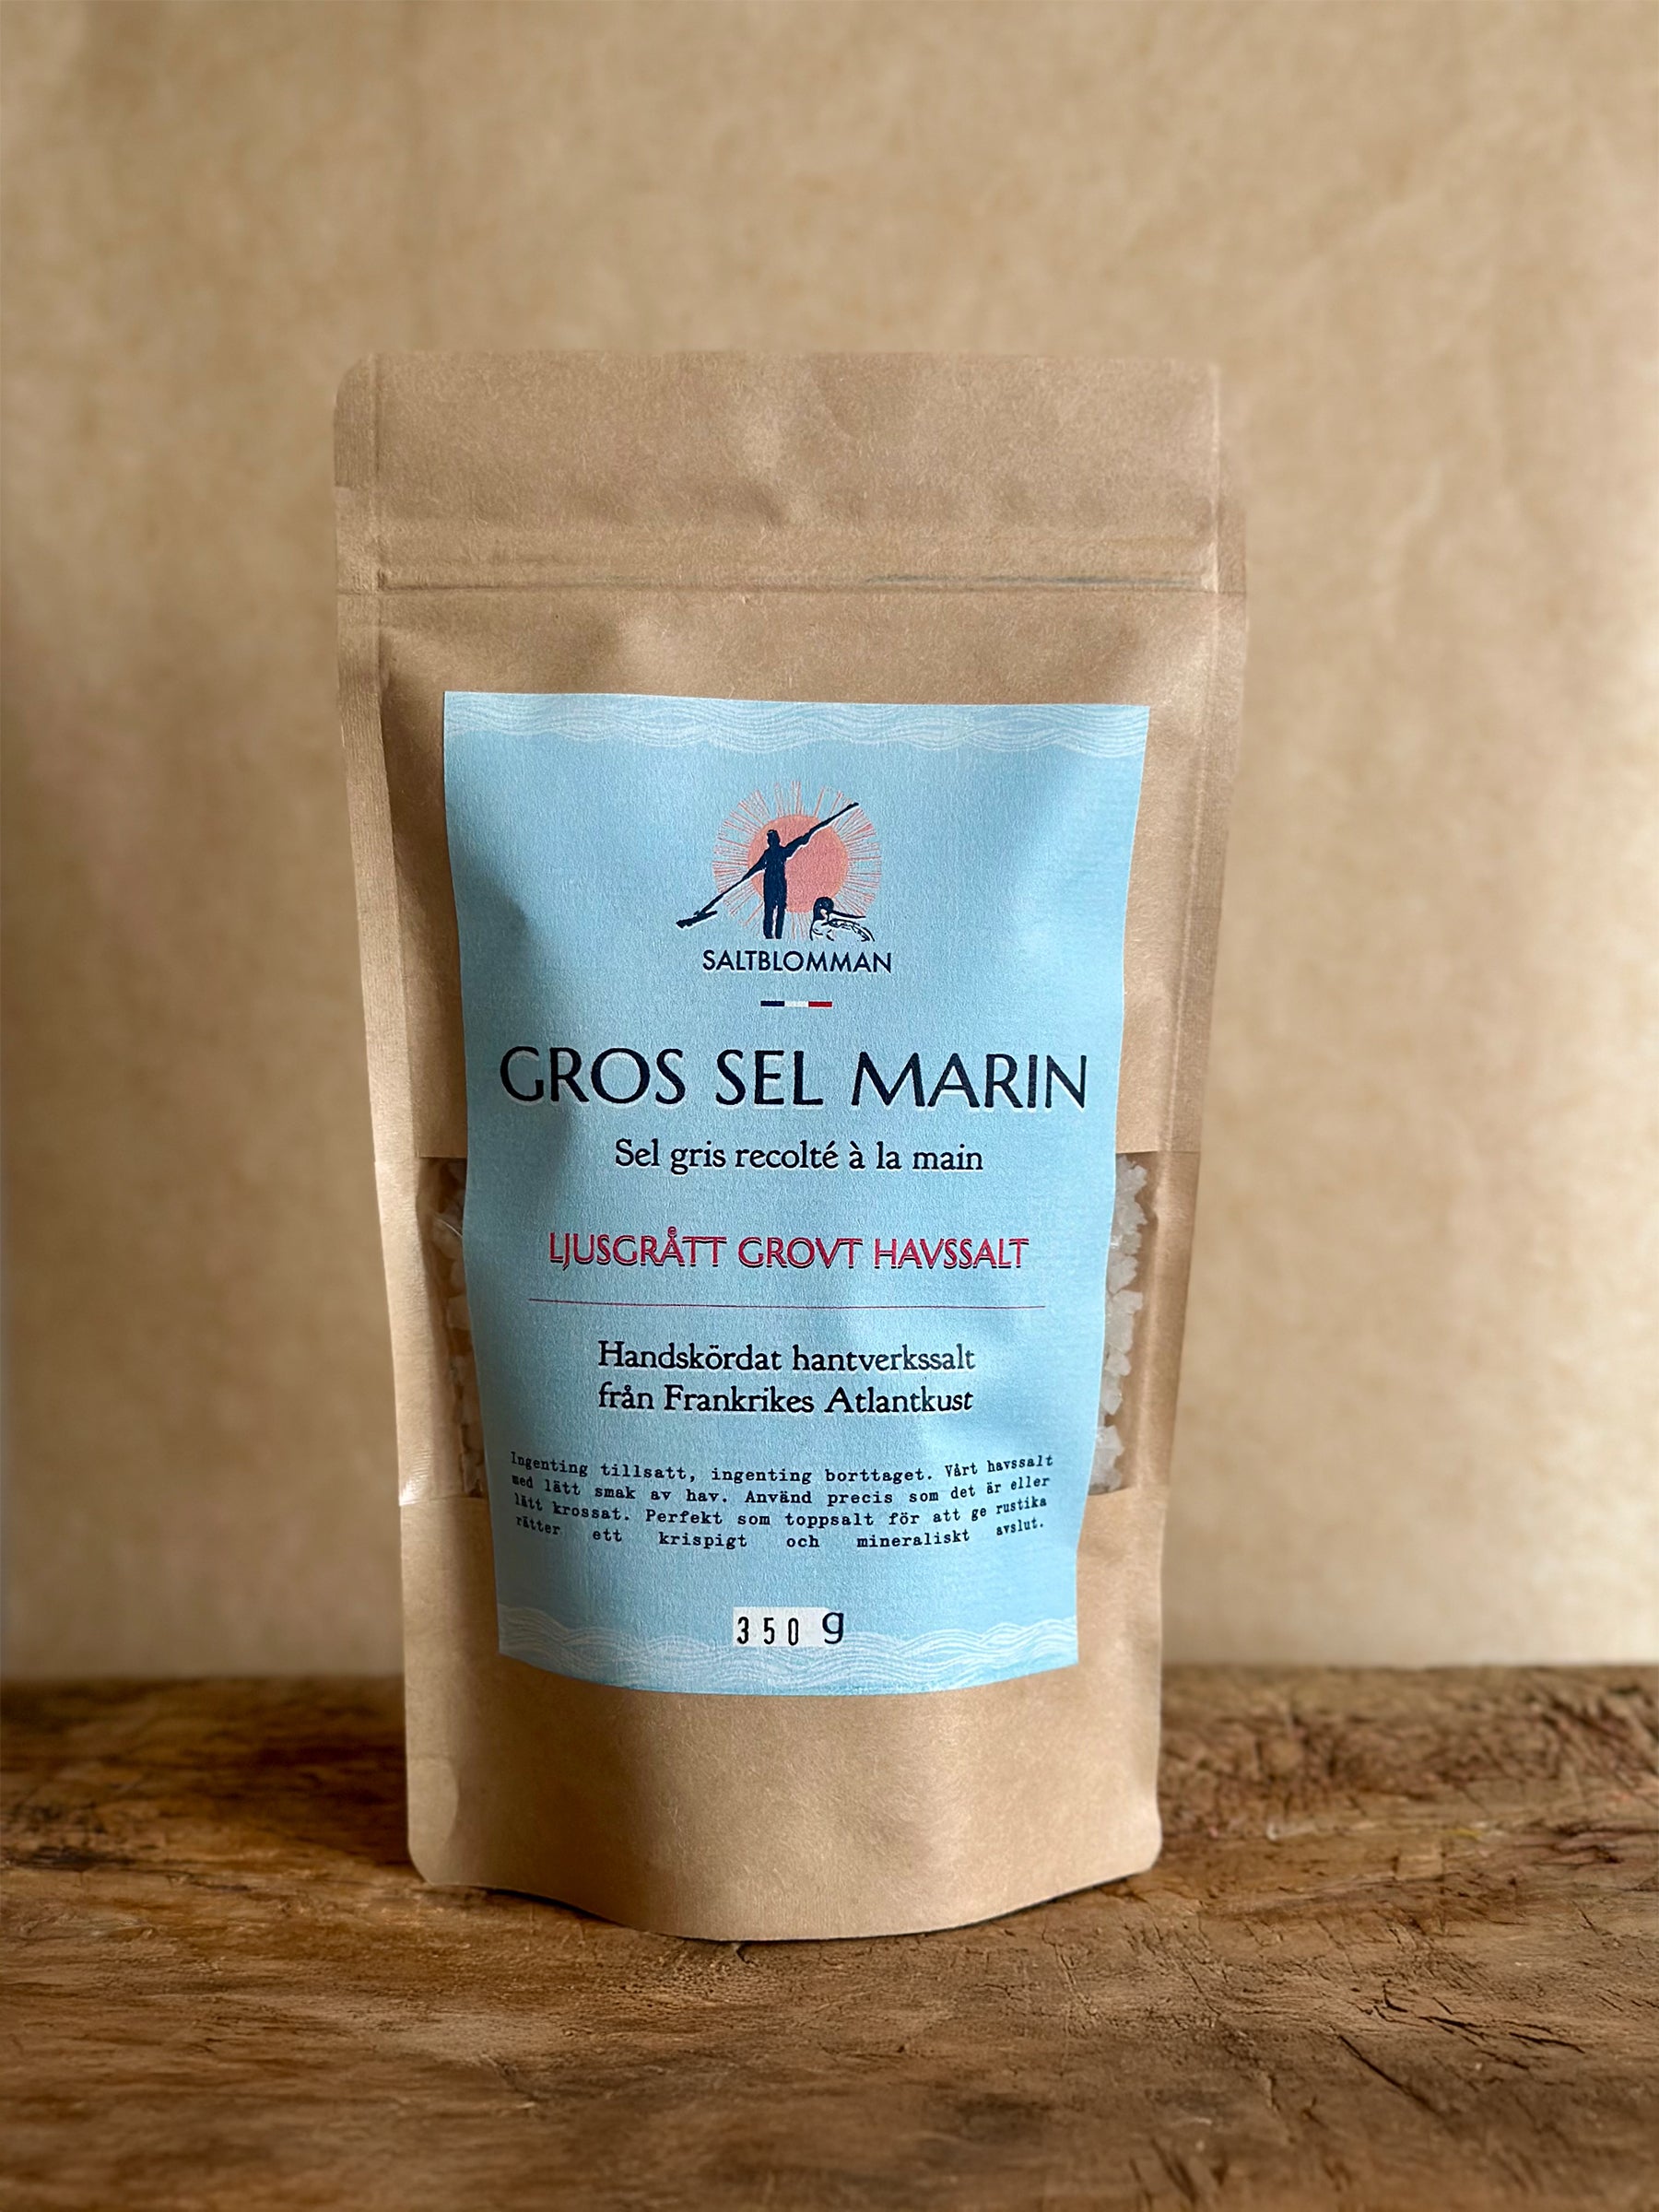 SALTBLOMMAN
GROS SEL MARIN
Sel gris recolté à la main
LJUSGRÅTT GROVT HAVSSALT
Handskördat hantverkssalt
från Frankrikes Atlantkust
Ingenting tillsatt, ingenting borttaget. Vårt havssalt
med lätt smak av hav. Använd precis som det är eller
lätt krossat. Perfekt som toppsalt för att ge rustika
rätter ett krispigt och mineraliskt avslut.
350 g